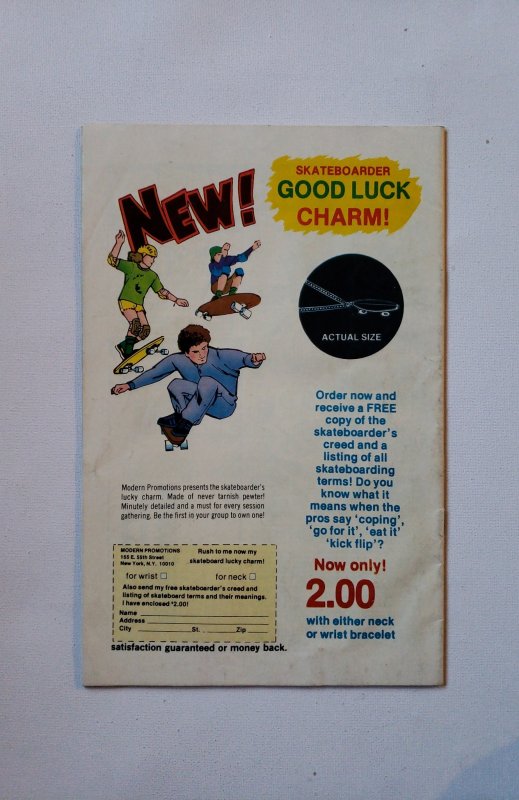 NEW!
SKATEBOARDER
GOOD LUCK
CHARM!
ACTUAL SIZE
Order now and
receive a FREE
copy of the
skateboarder's
creed and a
listing of all
skateboarding
terms! Do you
know what it
means when the
pros say 'coping',
'go for it', 'eat it'
'kick flip'?
Now only!
2.00
with either neck
or wrist bracelet
Modern Promotions presents the skateboarder's
lucky charm. Made of never tarnish pewter!
Minutely detailed and a must for every session
gathering. Be the first in your group to own one!
MODERN PROMOTIONS
155 E. 55th Street
New York, N.Y. 10010
Rush to me now my
skateboard lucky charm!
for wrist
for neck
Also send my free skateboarder's creed and
listing of skateboard terms and their meanings.
I have enclosed $2.00!
Name
Address
City St. Zip
satisfaction guaranteed or money back.